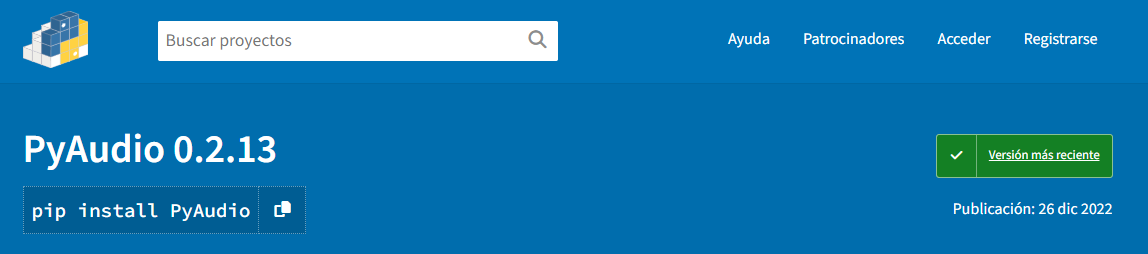 Buscar proyectos
Ayuda
Patrocinadores
Acceder
Registrarse
PyAudio 0.2.13
Versión más reciente
pip install PyAudio
Publicación: 26 dic 2022